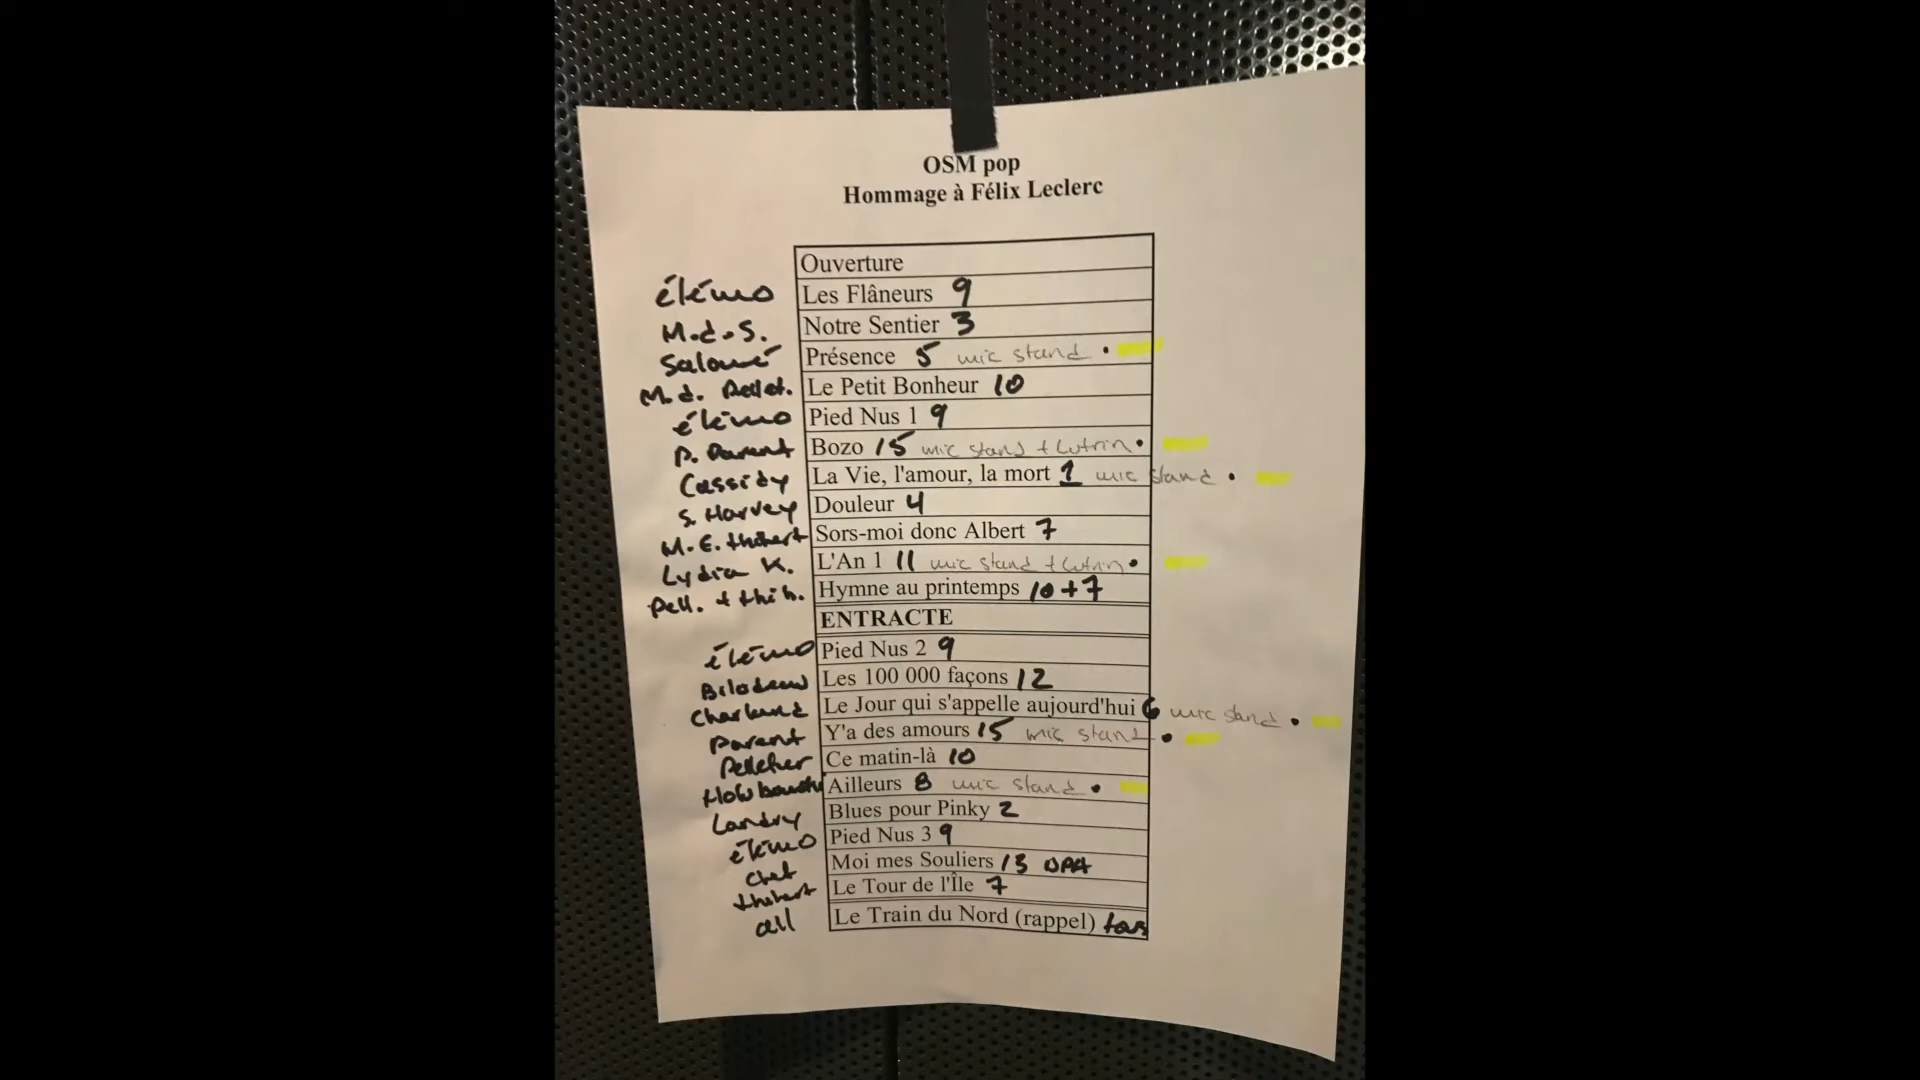 OSM pop
Hommage à Félix Leclerc
Ouverture
élémo Les Flâneurs 9
M.d.S. Notre Sentier 3
Salomé Présence 5 mic stand •
M.d. Pellet. Le Petit Bonheur 10
élémo Pied Nus 1 9
P. Parent Bozo 15 mic stand + lutrin •
Cassidy La Vie, l'amour, la mort 1 mic stand •
S. Harvey Douleur 4
M.E. thibert Sors-moi donc Albert 7
Lydia K. L'An 1 11 mic stand + lutrin •
Pell. + thib. Hymne au printemps 10+7
ENTRACTE
élémo Pied Nus 2 9
Bilodeau Les 100 000 façons 12
Charlund Le Jour qui s'appelle aujourd'hui 6 mic stand •
Parent Y'a des amours 15 mic stand •
Pelletier Ce matin-là 10
Ailleurs 8 mic stand •
Landry Blues pour Pinky 2
élémo Pied Nus 3 9
Chet Moi mes Souliers 13 DPA
thibert Le Tour de l'Île 7
all Le Train du Nord (rappel) tous